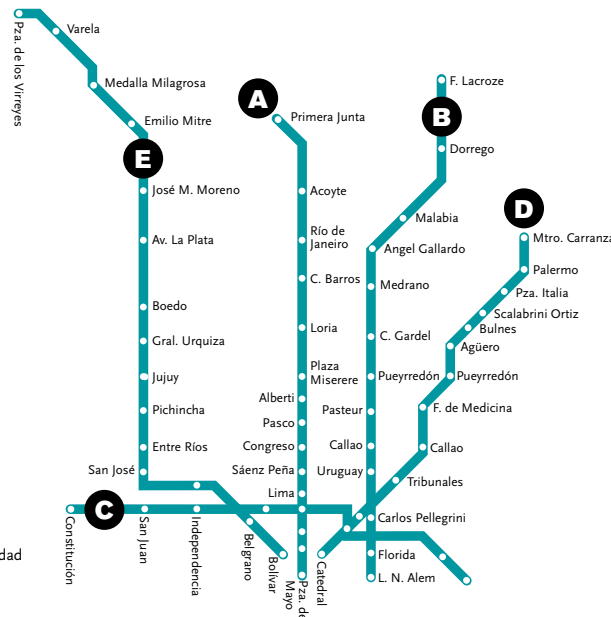 Pza. de los Virreyes
Varela
Medalla Milagrosa
Emilio Mitre
E
José M. Moreno
Av. La Plata
Boedo
Gral. Urquiza
Jujuy
Pichincha
Entre Ríos
San José
A
Primera Junta
Acoyte
Río de
Janeiro
C. Barros
Loria
Plaza
Miserere
Alberti
Pasco
Congreso
Sáenz Peña
Lima
B
F. Lacroze
Dorrego
Malabia
Angel Gallardo
Medrano
C. Gardel
Pueyrredón
Pasteur
Callao
Uruguay
Carlos Pellegrini
Florida
L. N. Alem
D
Mtro. Carranza
Palermo
Pza. Italia
Scalabrini Ortiz
Bulnes
Agüero
Pueyrredón
F. de Medicina
Callao
Tribunales
Catedral
C
Constitución
San Juan
Independencia
Belgrano
Bolívar
Pza. de
Mayo
dad